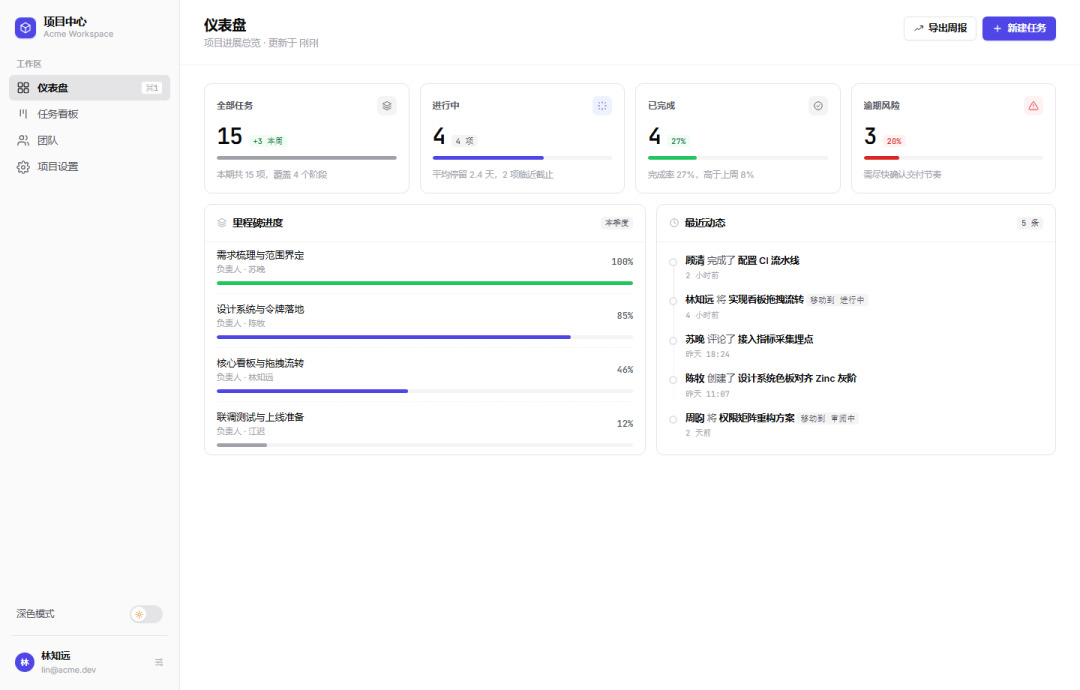 项目中心
Acme Workspace
工作区
仪表盘
⌘1
任务看板
团队
项目设置
深色模式
林
林知远
lin@acme.dev
仪表盘
项目进展总览 · 更新于 刚刚
导出周报
新建任务
全部任务
15
+3 本周
本期共 15 项，覆盖 4 个阶段
进行中
4
4 项
平均停留 2.4 天，2 项临近截止
已完成
4
27%
完成率 27%，高于上周 8%
逾期风险
3
20%
需尽快确认交付节奏
里程碑进度
本季度
需求梳理与范围界定
负责人 · 苏晚
100%
设计系统与令牌落地
负责人 · 陈牧
85%
核心看板与拖拽流转
负责人 · 林知远
46%
联调测试与上线准备
负责人 · 江迟
12%
最近动态
5 条
顾清 完成了 配置 CI 流水线
2 小时前
林知远 将 实现看板拖拽流转 移动到 进行中
4 小时前
苏晚 评论了 接入指标采集埋点
昨天 18:24
陈牧 创建了 设计系统色板对齐 Zinc 灰阶
昨天 11:07
将 权限矩阵重构方案 移动到 审阅中
2 天前